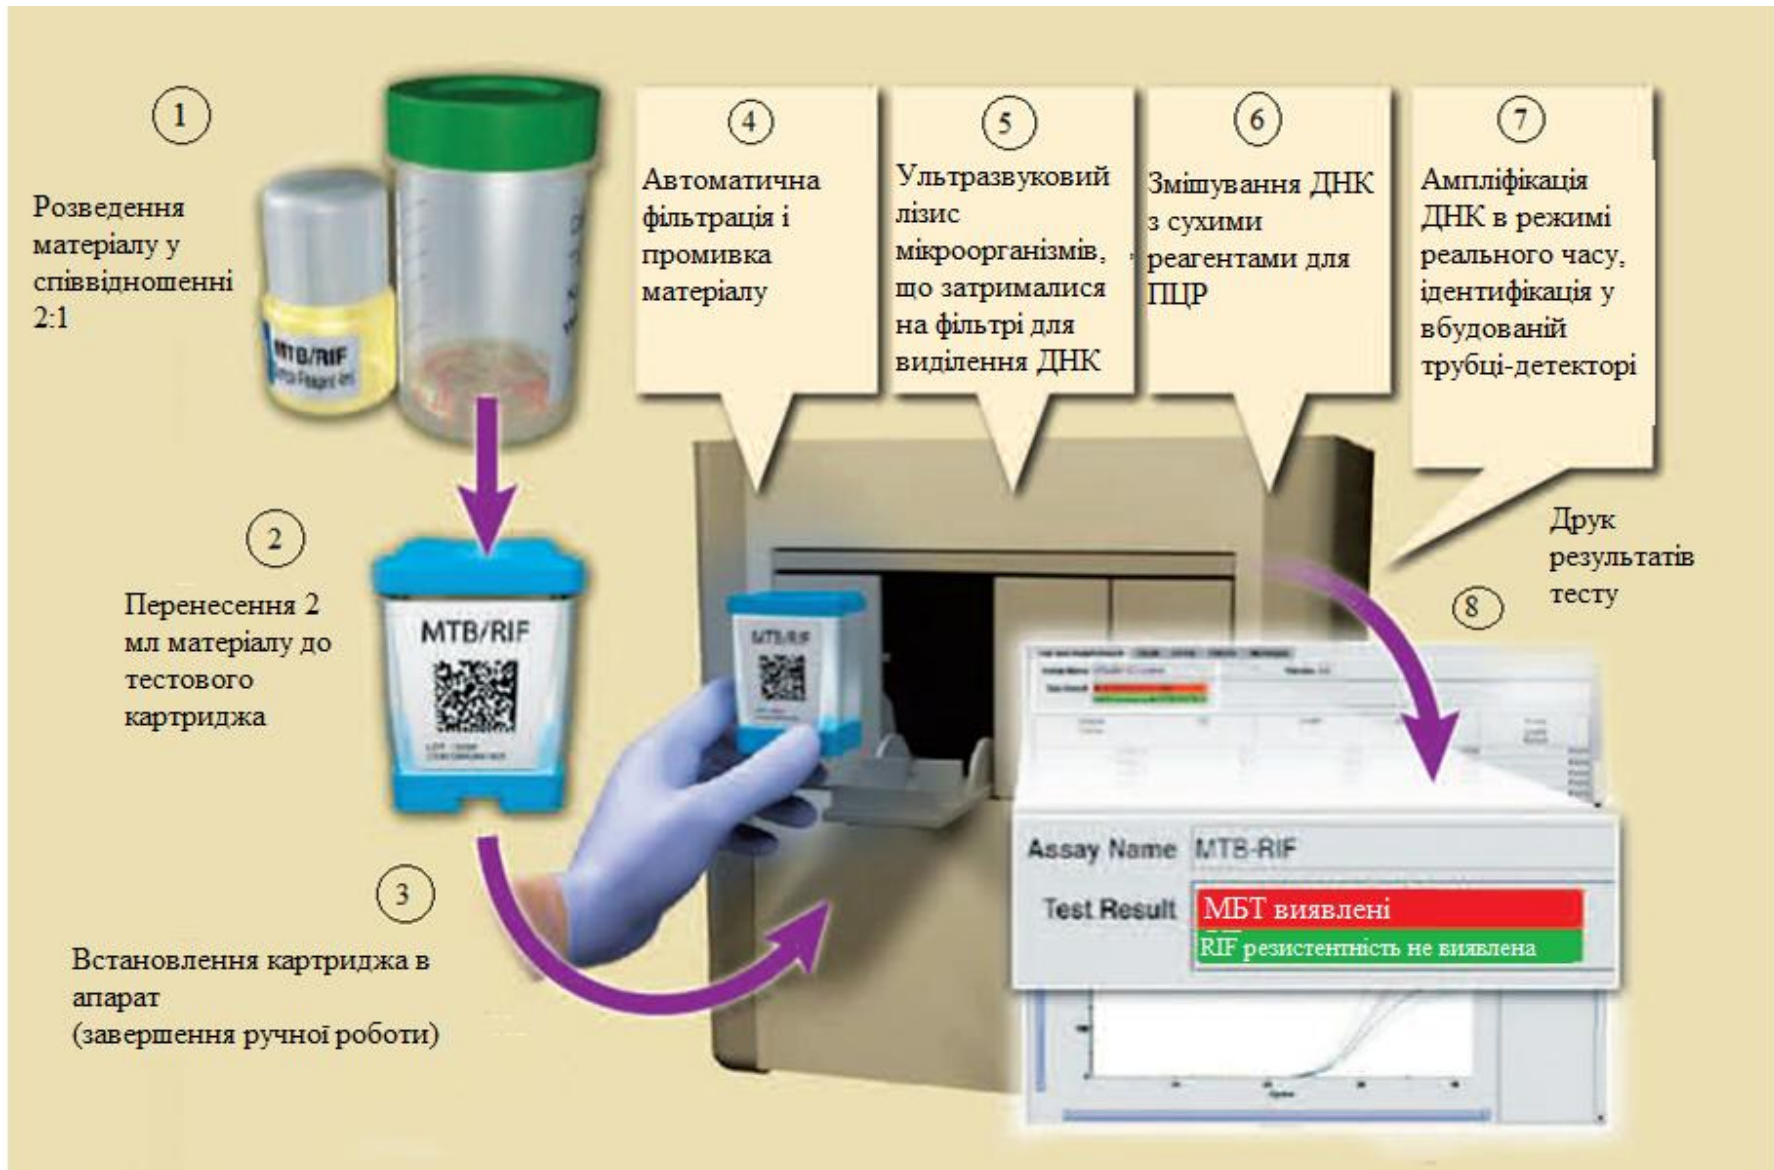 1
Розведення
матеріалу у
співвідношенні
2:1
MTB/RIF
2
Перенесення 2
мл матеріалу до
тестового
картриджа
MTB/RIF
3
Встановлення картриджа в
апарат
(завершення ручної роботи)
MTB/RIF
4
Автоматична
фільтрація і
промивка
матеріалу
5
Ультразвуковий
лізис
мікроорганізмів,
що затрималися
на фільтрі для
виділення ДНК
6
Змішування ДНК
з сухими
реагентами для
ПЦР
7
Ампліфікація
ДНК в режимі
реального часу,
ідентифікація у
вбудованій
трубці-детекторі
Друк
результатів
тесту
8
Assay Name MTB-RIF
Test Result МБТ виявлені
RIF резистентність не виявлена